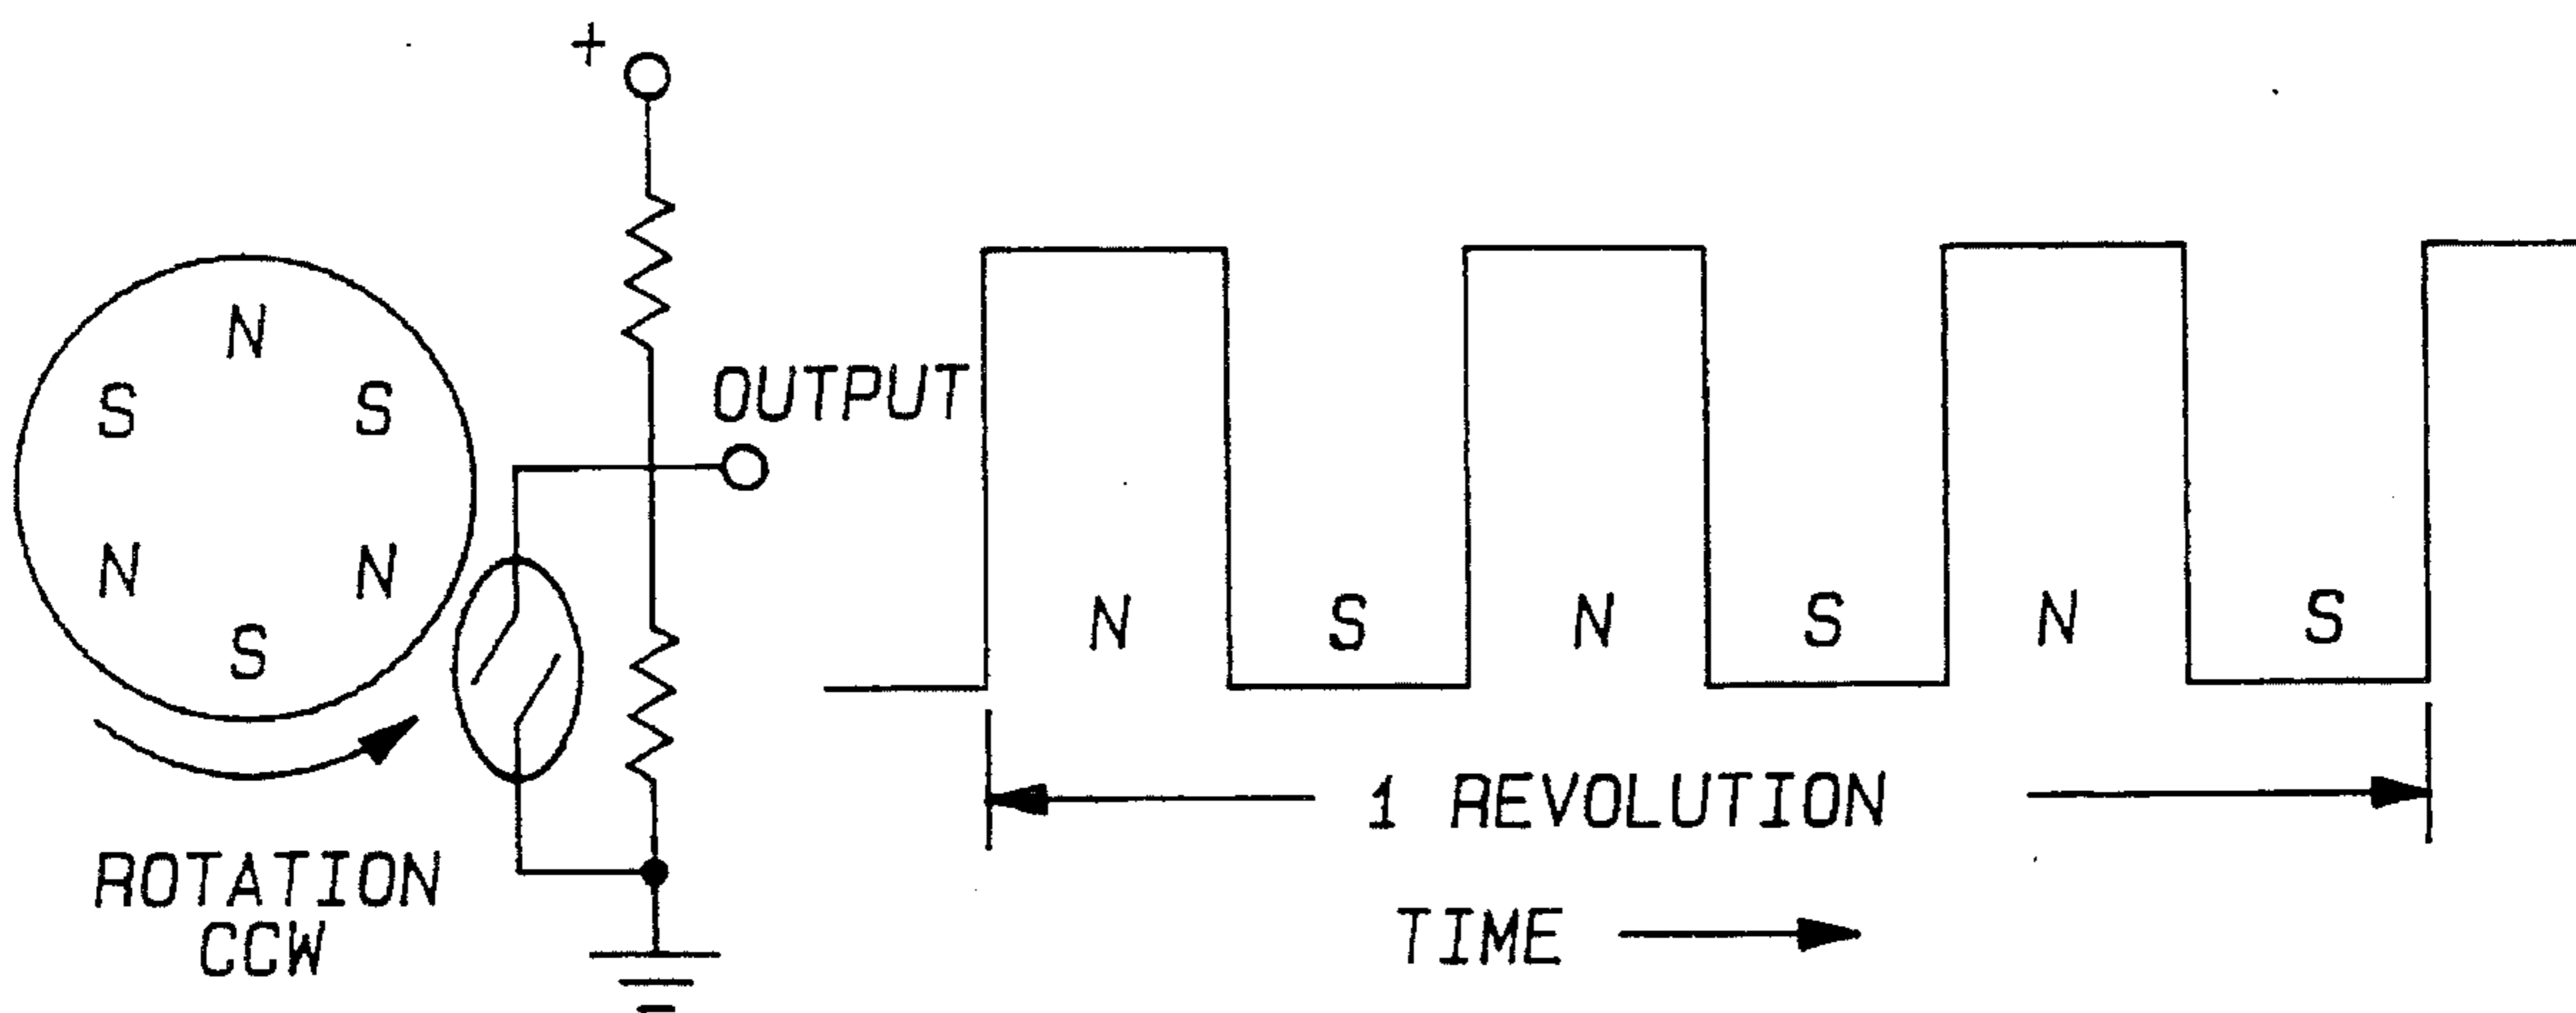 +
N
S S
N N
S
OUTPUT
N S N S N S
1 REVOLUTION
ROTATION
CCW
TIME